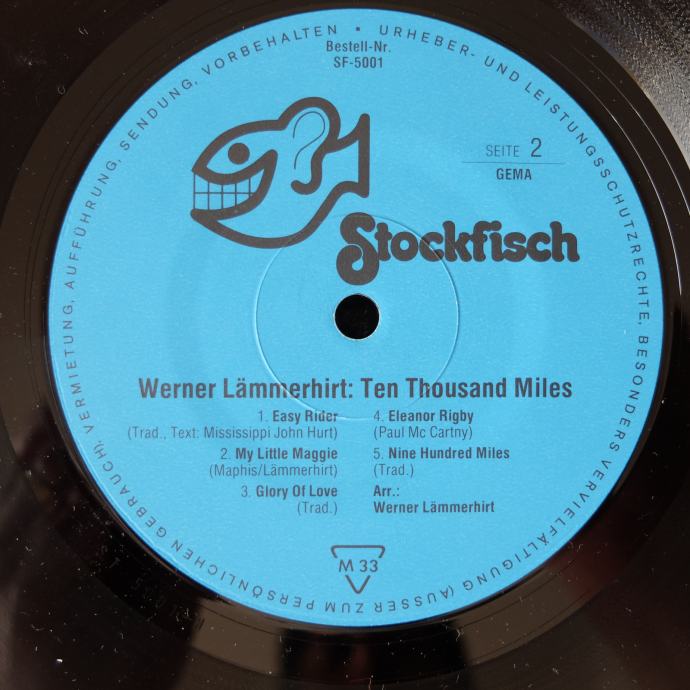 URHEBER- UND LEISTUNGSSCHUTZRECHTE, BESONDERS VERVIELFÄLTIGUNG (AUSSER ZUM PERSÖNLICHEN GEBRAUCH), VERMIETUNG, AUFFÜHRUNG, SENDUNG, VORBEHALTEN •
Bestell-Nr.
SF-5001
SEITE 2
GEMA
Stockfisch
Werner Lämmerhirt: Ten Thousand Miles
1. Easy Rider
(Trad., Text: Mississippi John Hurt)
2. My Little Maggie
(Maphis/Lämmerhirt)
3. Glory Of Love
(Trad.)
4. Eleanor Rigby
(Paul Mc Cartny)
5. Nine Hundred Miles
(Trad.)
Arr.:
Werner Lämmerhirt
M 33